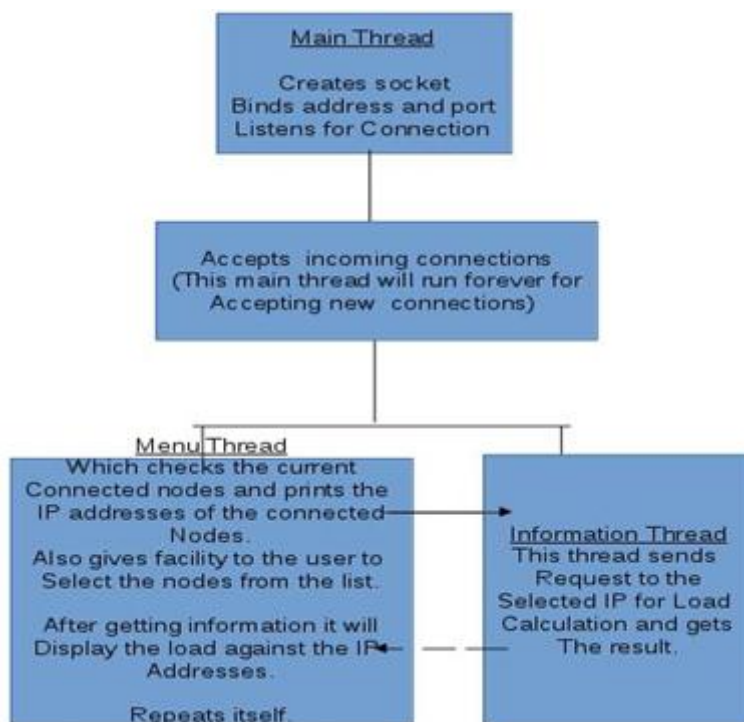 Main Thread
Creates socket
Binds address and port
Listens for Connection
Accepts incoming connections
(This main thread will run forever for
Accepting new connections)
Menu Thread
Which checks the current
Connected nodes and prints the
IP addresses of the connected
Nodes.
Also gives facility to the user to
Select the nodes from the list.
After getting information it will
Display the load against the IP
Addresses.
Repeats itself.
Information Thread
This thread sends
Request to the
Selected IP for Load
Calculation and gets
The result.